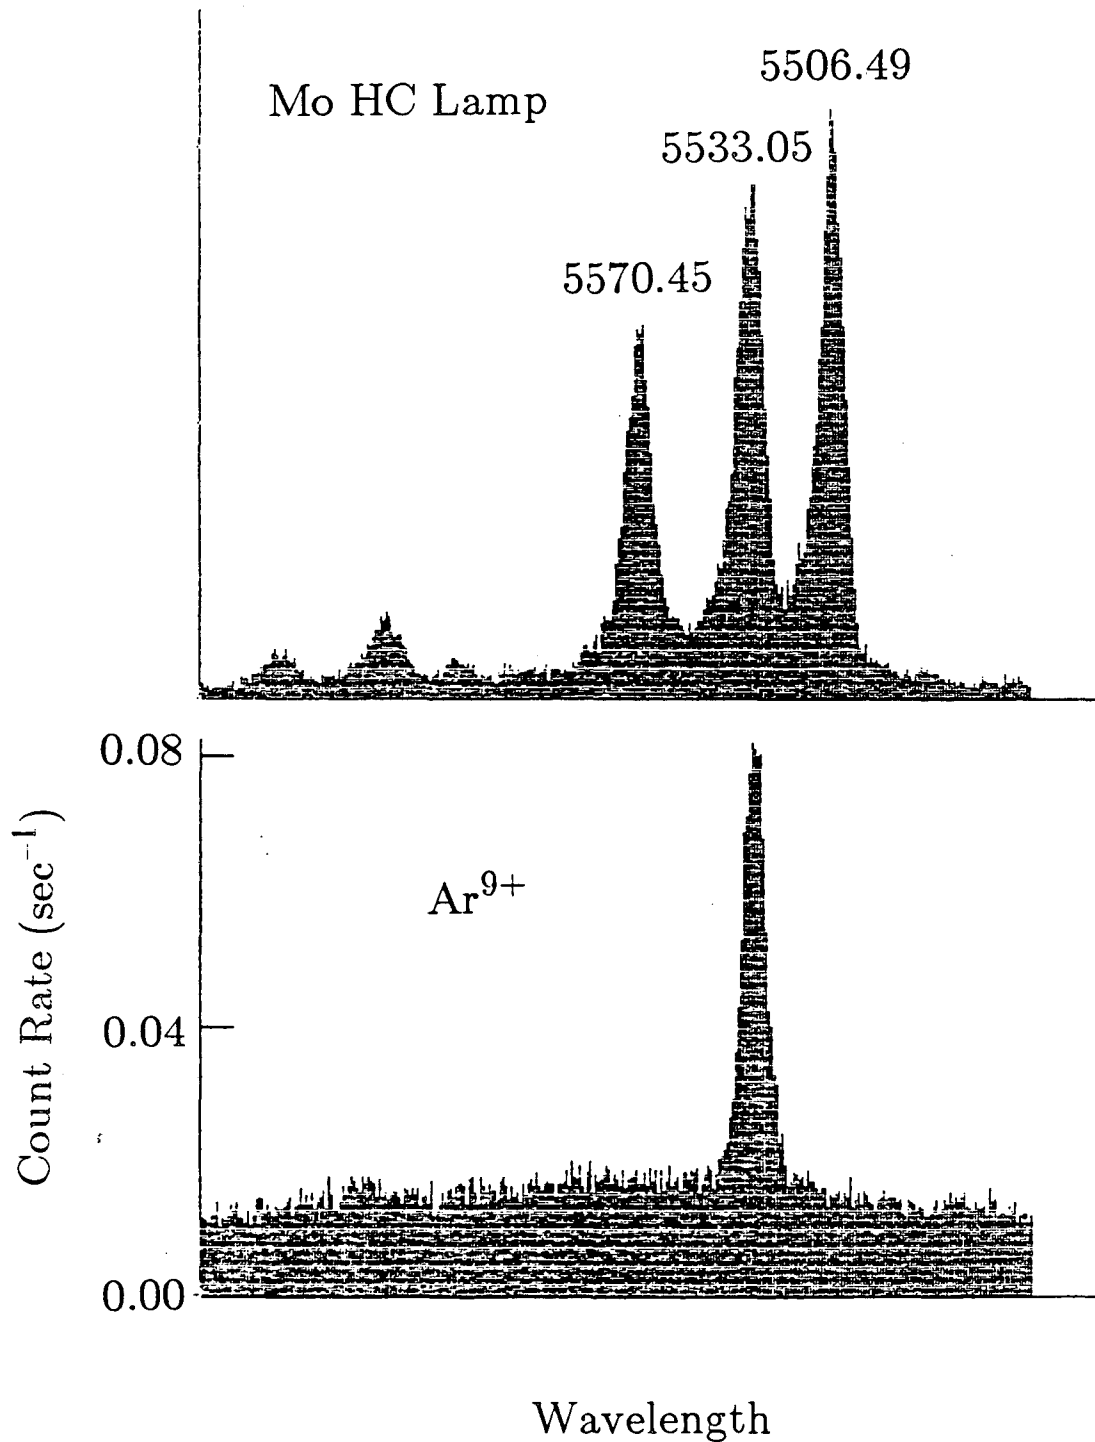 5506.49
Mo HC Lamp
5533.05
5570.45
0.08
Ar⁹⁺
0.04
0.00
Count Rate (sec⁻¹)
Wavelength